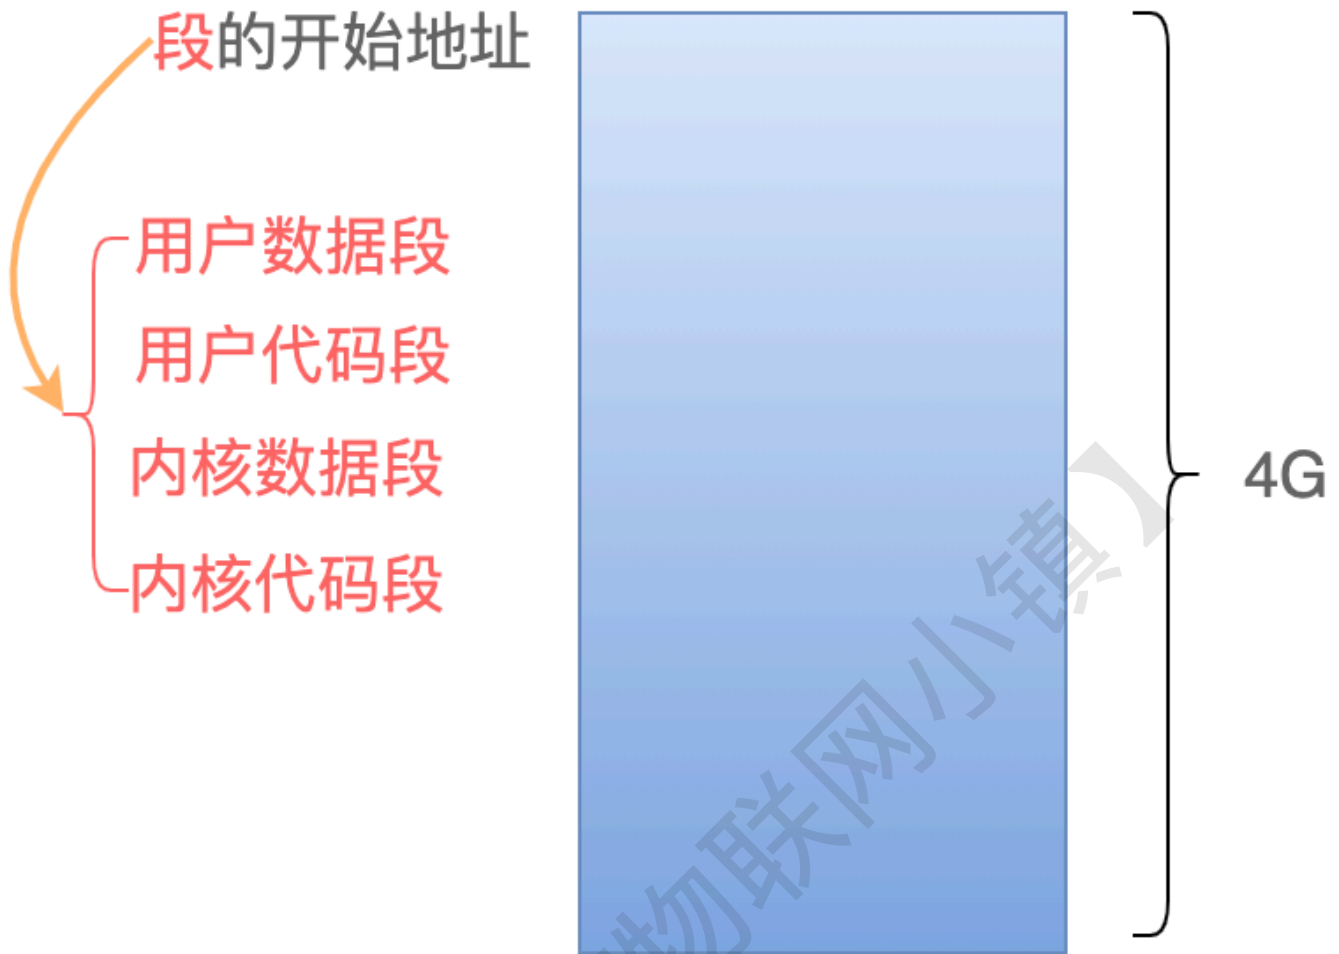 段的开始地址
用户数据段
用户代码段
内核数据段
内核代码段
4G
物联网小镇】